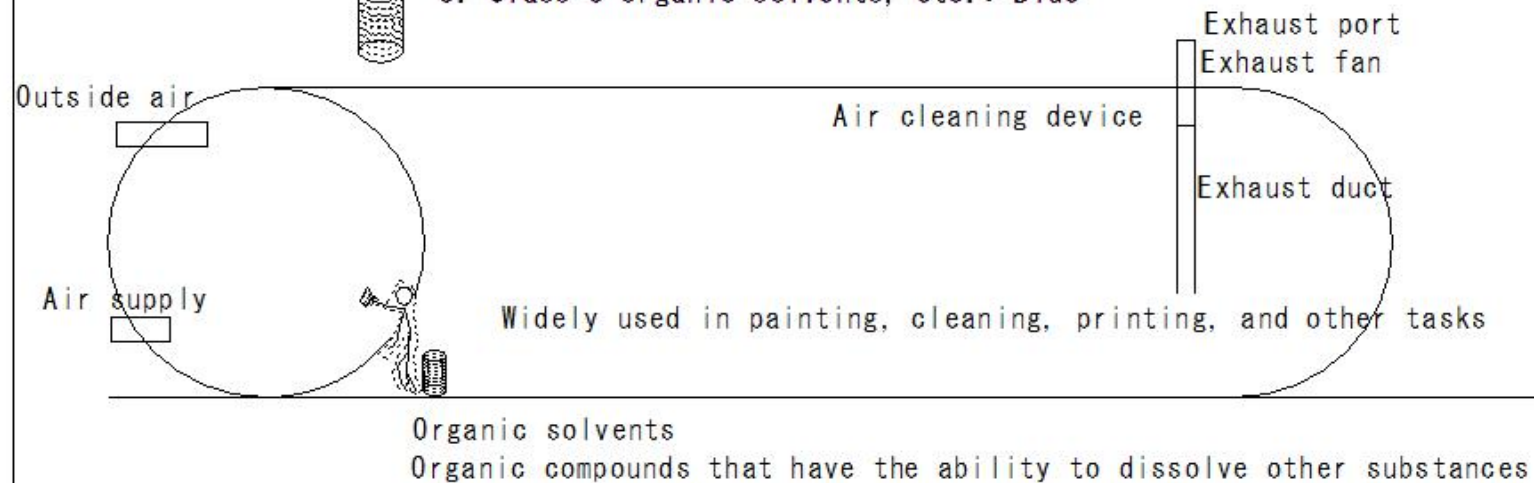 Exhaust port
Exhaust fan
Outside air
Air cleaning device
Exhaust duct
Air supply
Widely used in painting, cleaning, printing, and other tasks
Organic solvents
Organic compounds that have the ability to dissolve other substances